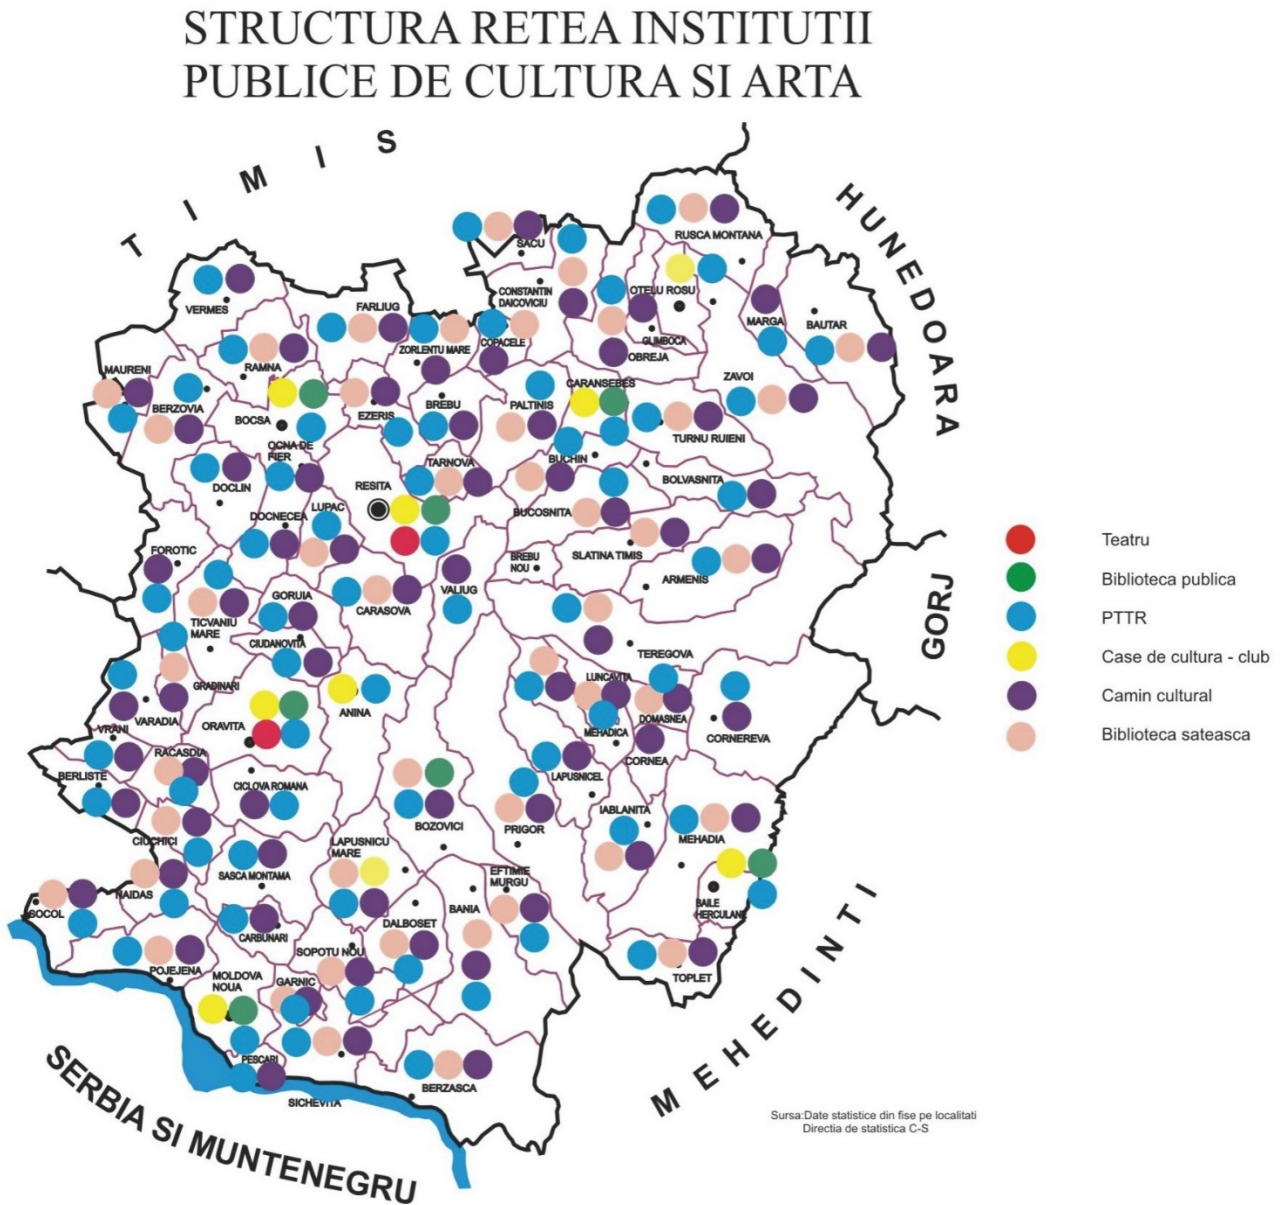 STRUCTURA RETEA INSTITUTII
PUBLICE DE CULTURA SI ARTA
TIMIS
HUNEDOARA
RUSCA MONTANA
SACU
CONSTANTIN
DAICOVICIU
OTELU ROSU
VERMES
FARLIUG
MARGA
BAUTAR
GLIMBOCA
ZORLENTU MARE
COPACELE
OBREJA
RAMNA
MAURENI
ZAVOI
CARANSEBES
BERZOVIA
BOCSA
EZERIS
BREBU
PALTINIS
TURNU RUIENI
OCNA DE
FIER
BUCHIN
TARNOVA
DOCLIN
RESITA
BOLVASNITA
LUPAC
DOCNECEA
BUCOSNITA
SLATINA TIMIS
FOROTIC
BREBU
NOU
ARMENIS
VALIUG
GORUIA
CARASOVA
TICVANIU
MARE
CIUDANOVITA
TEREGOVA
GORJ
GRADINARI
LUNCAVITA
ANINA
VARADIA
DOMASNEA
VRANI
ORAVITA
MEHADICA
CORNEREVA
RACASDIA
CORNEA
BERLISTE
LAPUSNICEL
CICLOVA ROMANA
IABLANITA
BOZOVICI
PRIGOR
CIUCHICI
MEHADIA
LAPUSNICU
MARE
SASCA MONTAMA
EFTIMIE
MURGU
NAIDAS
SOCOL
BANIA
BAILE
HERCULANE
DALBOSET
CARBUNARI
SOPOTU NOU
POJEJENA
MOLDOVA
NOUA
GARNIC
TOPLET
PESCARI
BERZASCA
SICHEVITA
MEHEDINTI
SERBIA SI MUNTENEGRU
Teatru
Biblioteca publica
PTTR
Case de cultura - club
Camin cultural
Biblioteca sateasca
Sursa:Date statistice din fise pe localitati
Directia de statistica C-S